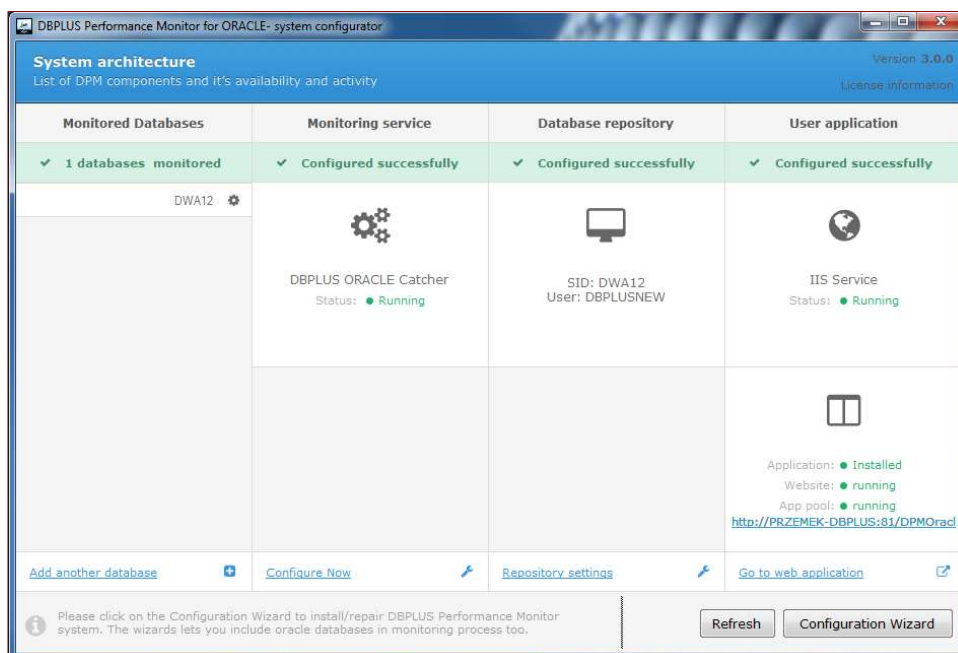 DBPLUS Performance Monitor for ORACLE- system configurator
System architecture
List of DPM components and it's availability and activity
Version 3.0.0
License information
Monitored Databases
Monitoring service
Database repository
User application
1 databases monitored
Configured successfully
Configured successfully
Configured successfully
DWA12
DBPLUS ORACLE Catcher
Status: Running
SID: DWA12
User: DBPLUSNEW
IIS Service
Status: Running
Application: Installed
Website: running
App pool: running
http://PRZEMEK-DBPLUS:81/DPMOracl
Add another database
Configure Now
Repository settings
Go to web application
Please click on the Configuration Wizard to install/repair DBPLUS Performance Monitor
system. The wizards lets you include oracle databases in monitoring process too.
Refresh
Configuration Wizard